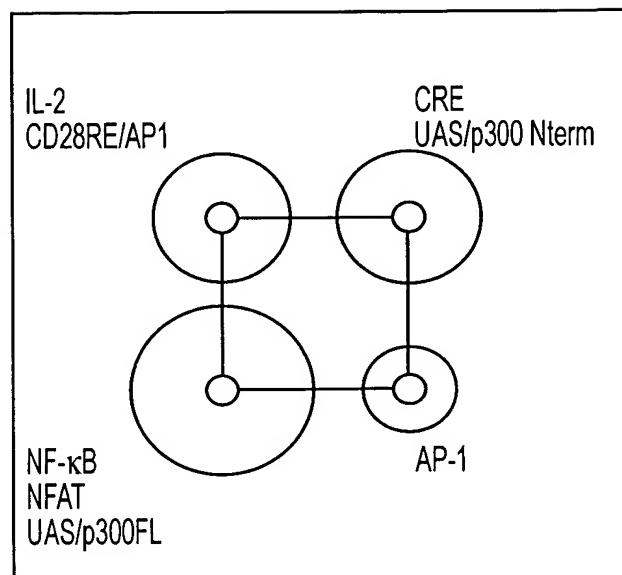 IL-2
CD28RE/AP1
CRE
UAS/p300 Nterm
NF-κB
NFAT
UAS/p300FL
AP-1